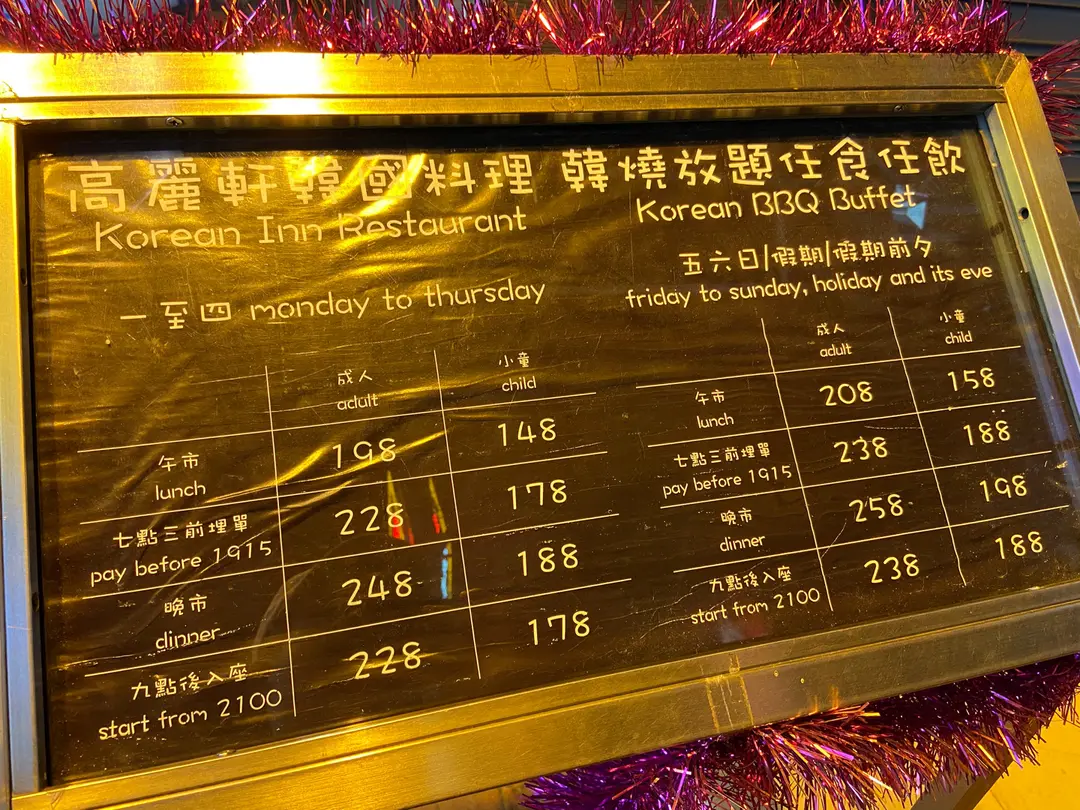 高麗軒韓國料理 韓燒放題任食任飲
Korean Inn Restaurant
Korean BBQ Buffet
一至四 monday to thursday
成人 小童
adult child
午市 198 148
lunch
七點三前埋單 228 178
pay before 1915
晚市 248 188
dinner
九點後入座 228 178
start from 2100
五六日/假期/假期前夕
friday to sunday, holiday and its eve
成人 小童
adult child
午市 208 158
lunch
七點三前埋單 238 188
pay before 1915
晚市 258 198
dinner
九點後入座 238 188
start from 2100